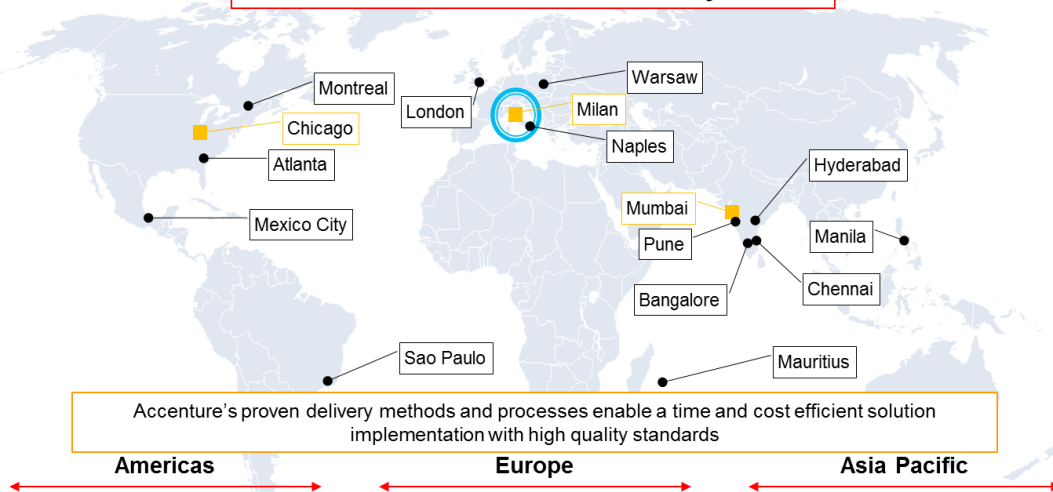 Montreal
Chicago
Atlanta
Mexico City
Sao Paulo
London
Warsaw
Milan
Naples
Hyderabad
Mumbai
Pune
Manila
Bangalore
Chennai
Mauritius
Accenture's proven delivery methods and processes enable a time and cost efficient solution
implementation with high quality standards
Americas
Europe
Asia Pacific